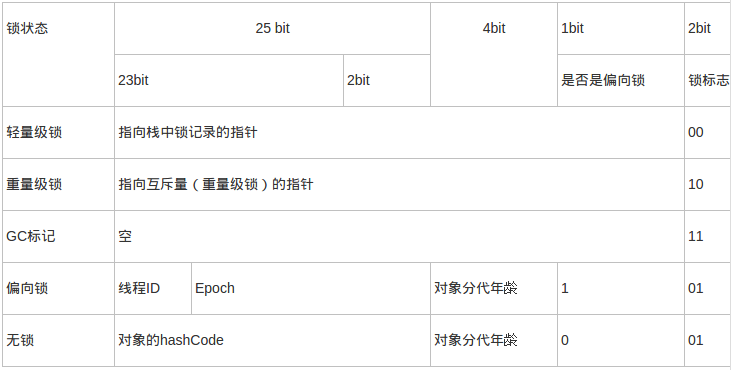 锁状态 25 bit 4bit 1bit 2bit
23bit 2bit 是否是偏向锁 锁标志
轻量级锁 指向栈中锁记录的指针 00
重量级锁 指向互斥量（重量级锁）的指针 10
GC标记 空 11
偏向锁 线程ID Epoch 对象分代年龄 1 01
无锁 对象的hashCode 对象分代年龄 0 01